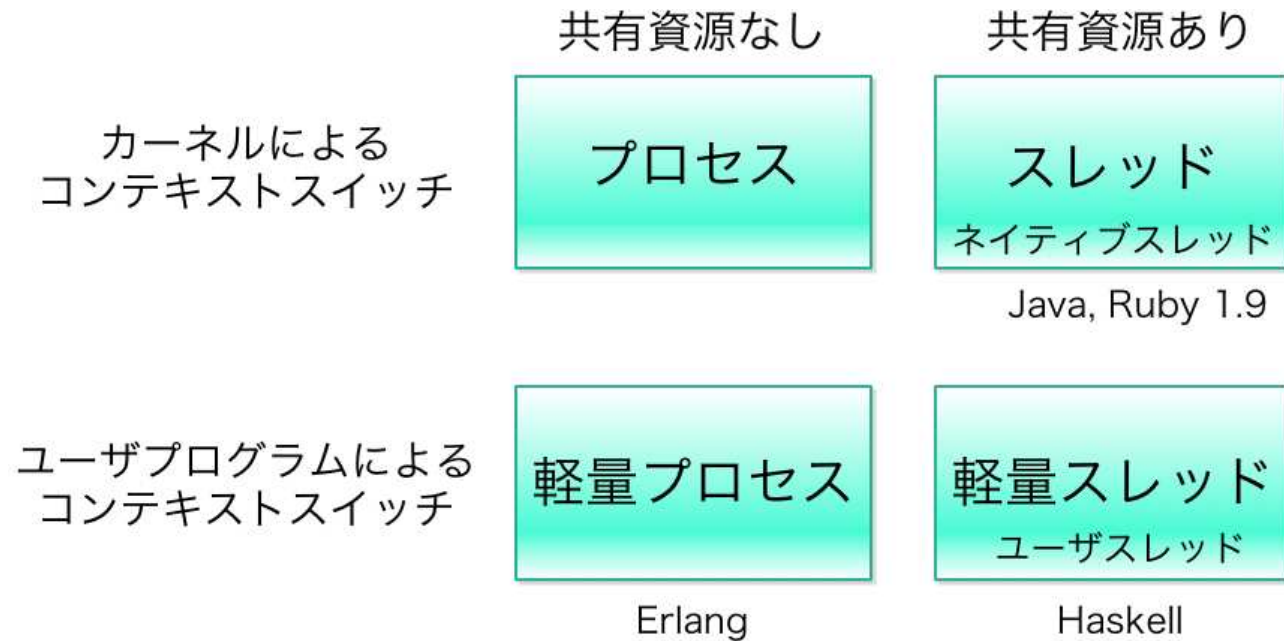 共有資源なし
共有資源あり
カーネルによる
コンテキストスイッチ
プロセス
スレッド
ネイティブスレッド
Java, Ruby 1.9
ユーザプログラムによる
コンテキストスイッチ
軽量プロセス
軽量スレッド
ユーザスレッド
Erlang
Haskell